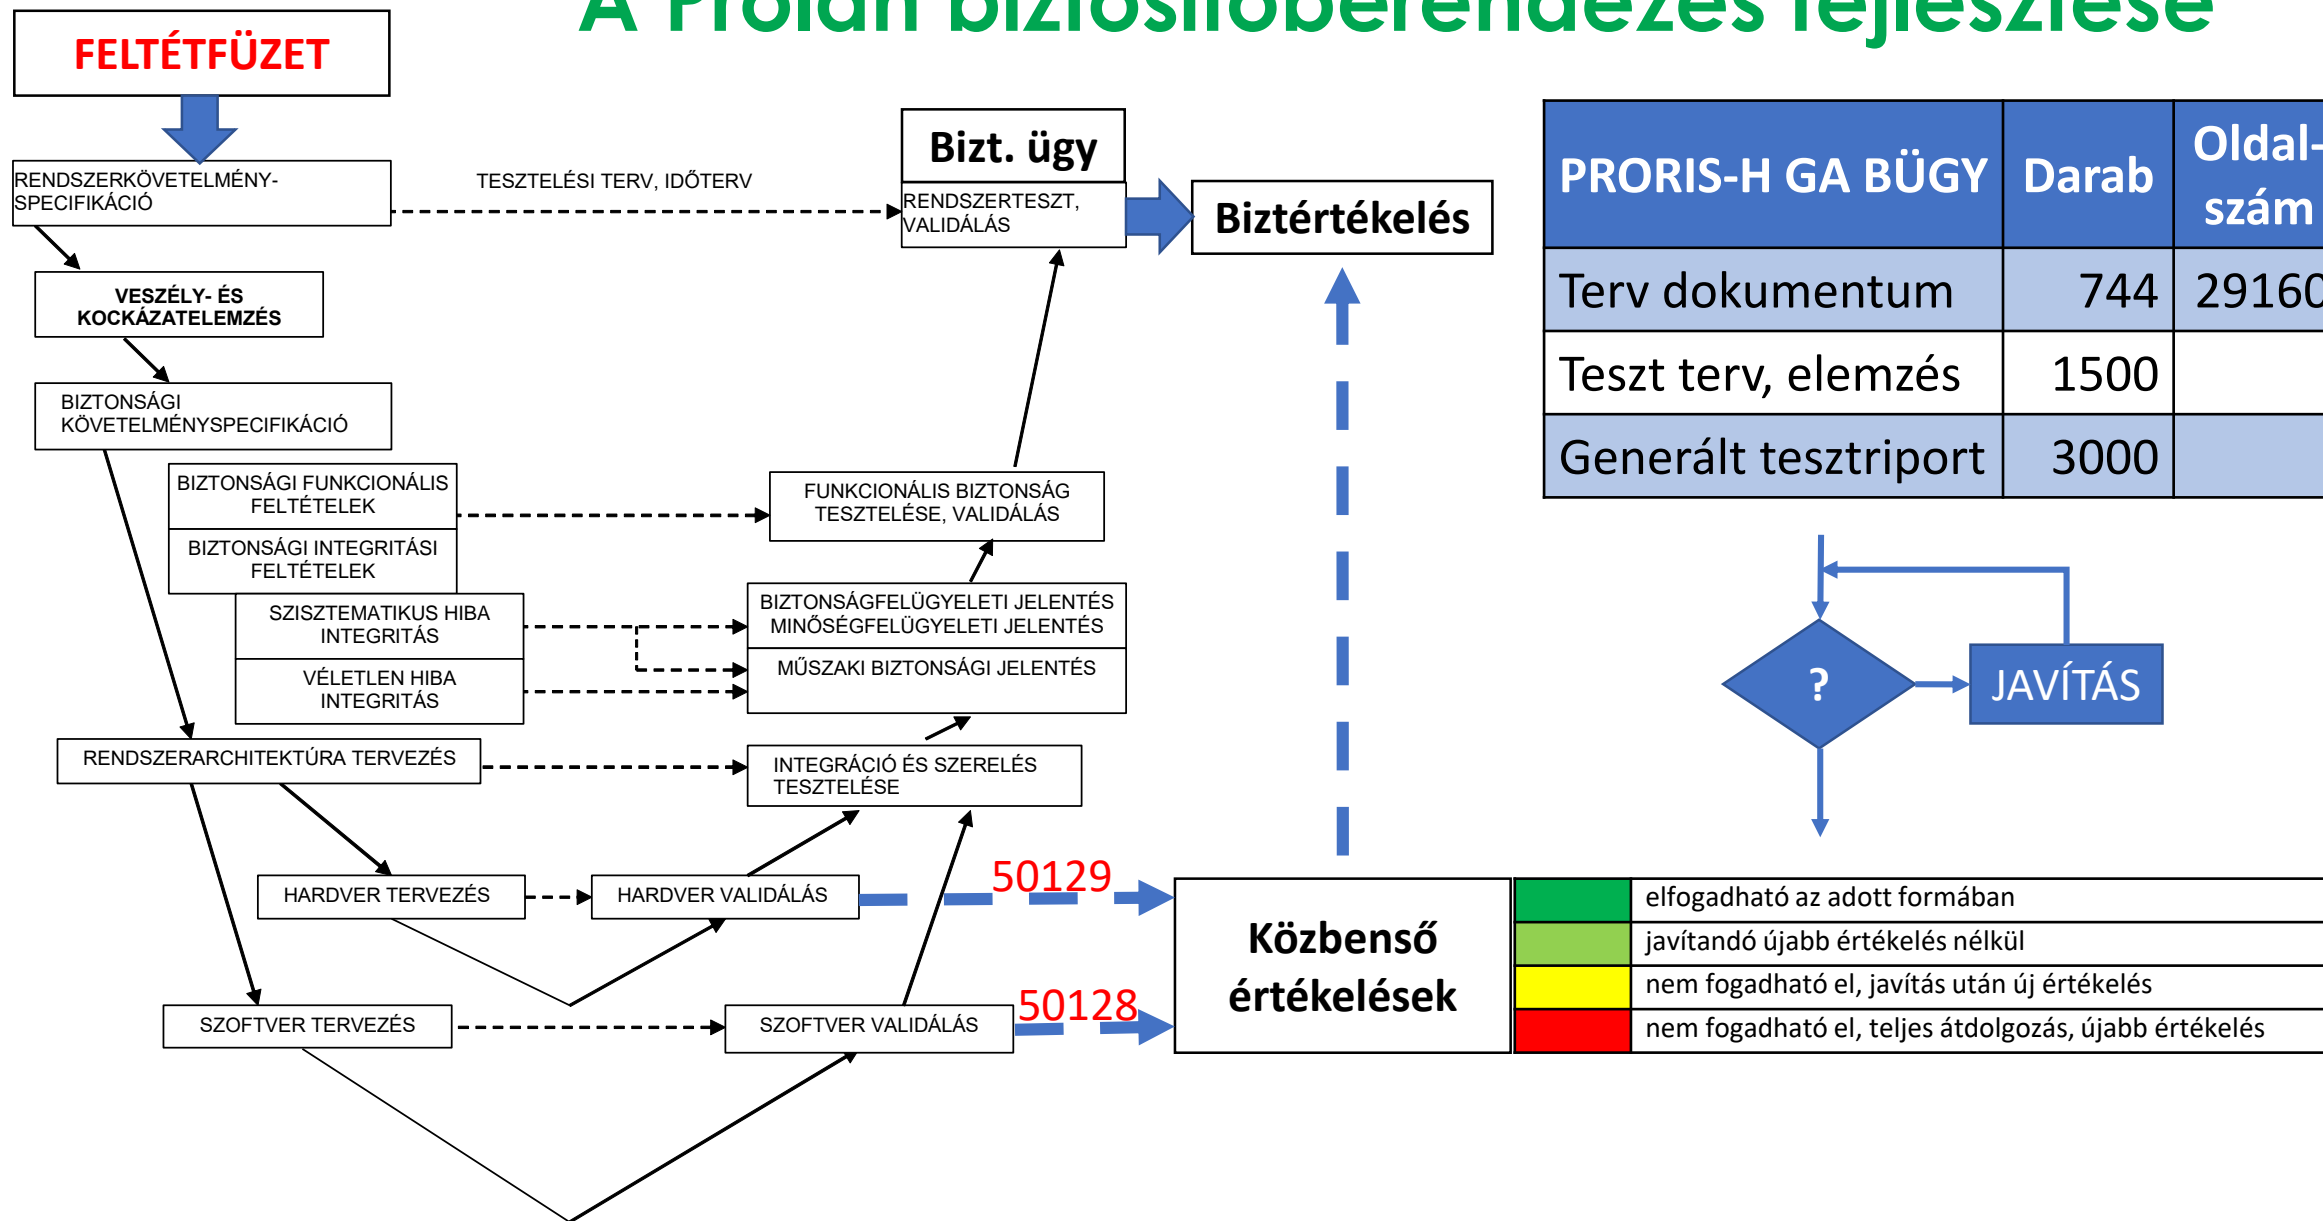 A Prolan biztosítóberendezés fejlesztése
FELTÉTFÜZET
RENDSZERKÖVETELMÉNY-
SPECIFIKÁCIÓ
TESZTELÉSI TERV, IDŐTERV
Bizt. ügy
RENDSZERTESZT,
VALIDÁLÁS
Biztértékelés
VESZÉLY- ÉS
KOCKÁZATELEMZÉS
BIZTONSÁGI
KÖVETELMÉNYSPECIFIKÁCIÓ
BIZTONSÁGI FUNKCIONÁLIS
FELTÉTELEK
BIZTONSÁGI INTEGRITÁSI
FELTÉTELEK
SZISZTEMATIKUS HIBA
INTEGRITÁS
VÉLETLEN HIBA
INTEGRITÁS
FUNKCIONÁLIS BIZTONSÁG
TESZTELÉSE, VALIDÁLÁS
BIZTONSÁGFELÜGYELETI JELENTÉS
MINŐSÉGFELÜGYELETI JELENTÉS
MŰSZAKI BIZTONSÁGI JELENTÉS
RENDSZERARCHITEKTÚRA TERVEZÉS
INTEGRÁCIÓ ÉS SZERELÉS
TESZTELÉSE
HARDVER TERVEZÉS
HARDVER VALIDÁLÁS
50129
SZOFTVER TERVEZÉS
SZOFTVER VALIDÁLÁS
50128
Közbenső
értékelések
PRORIS-H GA BÜGY Darab Oldal-
szám
Terv dokumentum 744 29160
Teszt terv, elemzés 1500
Generált tesztriport 3000
?
JAVÍTÁS
elfogadható az adott formában
javítandó újabb értékelés nélkül
nem fogadható el, javítás után új értékelés
nem fogadható el, teljes átdolgozás, újabb értékelés